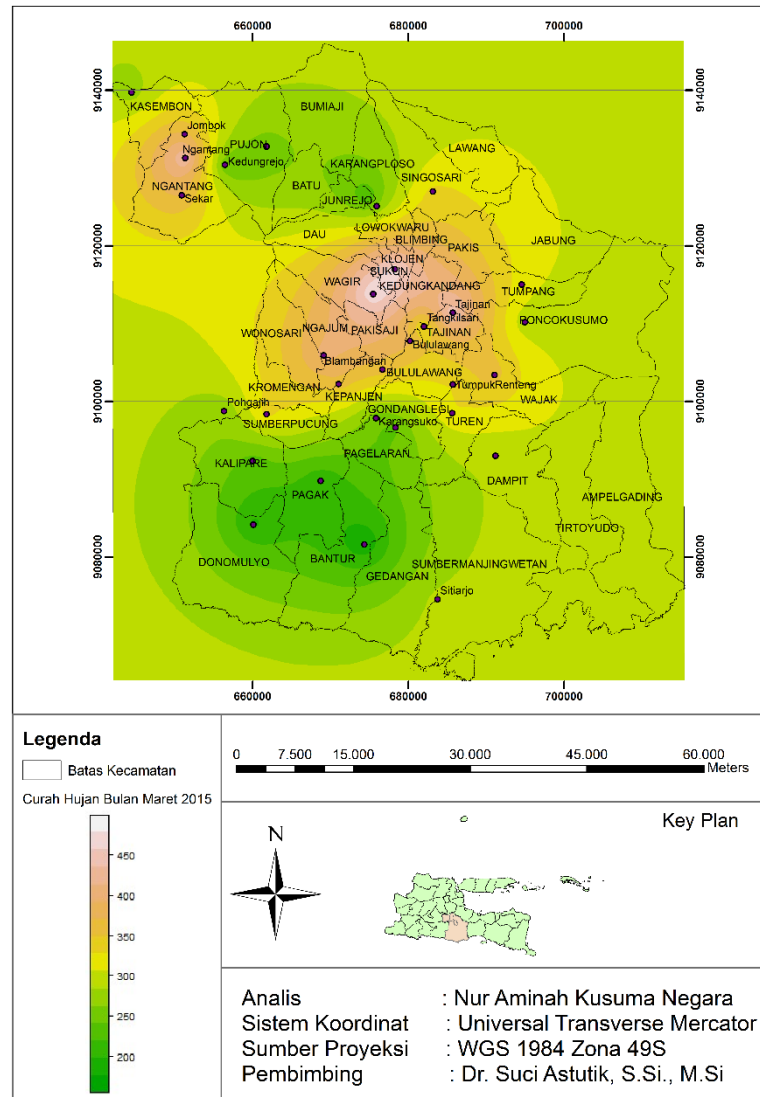 660000 680000 700000
9140000 9140000
KASEMBON
BUMIAJI
Jombok
PUJON
LAWANG
Ngantang
Kedungrejo
KARANGPLOSO
SINGOSARI
NGANTANG
BATU
Sekar
JUNREJO
LOWOKWARU
DAU
BLIMBING
9120000 9120000
PAKIS
JABUNG
KLOJEN
SUKUN
WAGIR
KEDUNGKANDANG
TUMPANG
Tajinan
PONCOKUSUMO
Tangkilsari
WONOSARI
NGAJUM
PAKISAJI
TAJINAN
Bululawang
Blambangan
BULULAWANG
KROMENGAN
TumpukRenteng
KEPANJEN
WAJAK
9100000 9100000
Pohgajih
GONDANGLEGI
SUMBERPUCUNG
Karangsuko
TUREN
PAGELARAN
KALIPARE
DAMPIT
PAGAK
AMPELGADING
TIRTOYUDO
9080000 9080000
DONOMULYO
BANTUR
SUMBERMANJINGWETAN
GEDANGAN
Sitiarjo
660000 680000 700000
Legenda
Batas Kecamatan
Curah Hujan Bulan Maret 2015
450
400
350
300
250
200
0 7.500 15.000 30.000 45.000 60.000
Meters
Key Plan
N
Analis : Nur Aminah Kusuma Negara
Sistem Koordinat : Universal Transverse Mercator
Sumber Proyeksi : WGS 1984 Zona 49S
Pembimbing : Dr. Suci Astutik, S.Si., M.Si